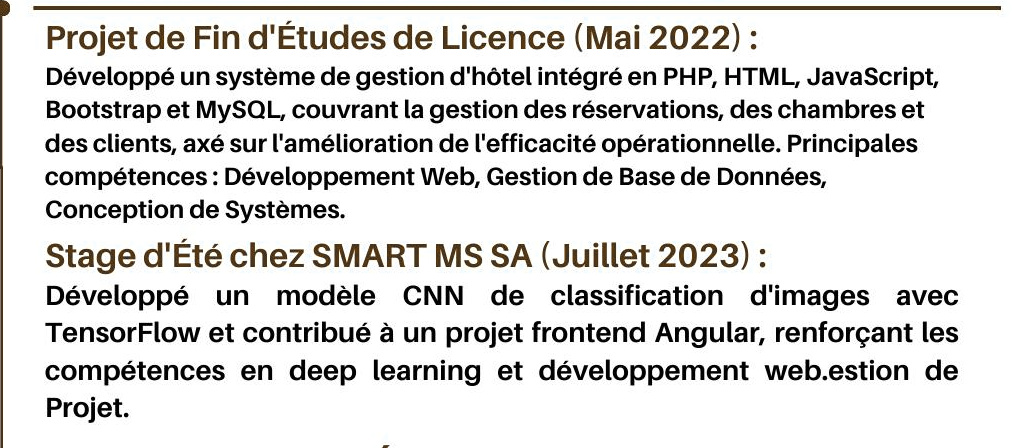 Projet de Fin d'Études de Licence (Mai 2022) :
Développé un système de gestion d'hôtel intégré en PHP, HTML, JavaScript,
Bootstrap et MySQL, couvrant la gestion des réservations, des chambres et
des clients, axé sur l'amélioration de l'efficacité opérationnelle. Principales
compétences : Développement Web, Gestion de Base de Données,
Conception de Systèmes.
Stage d'Été chez SMART MS SA (Juillet 2023) :
Développé un modèle CNN de classification d'images avec
TensorFlow et contribué à un projet frontend Angular, renforçant les
compétences en deep learning et développement web.estion de
Projet.